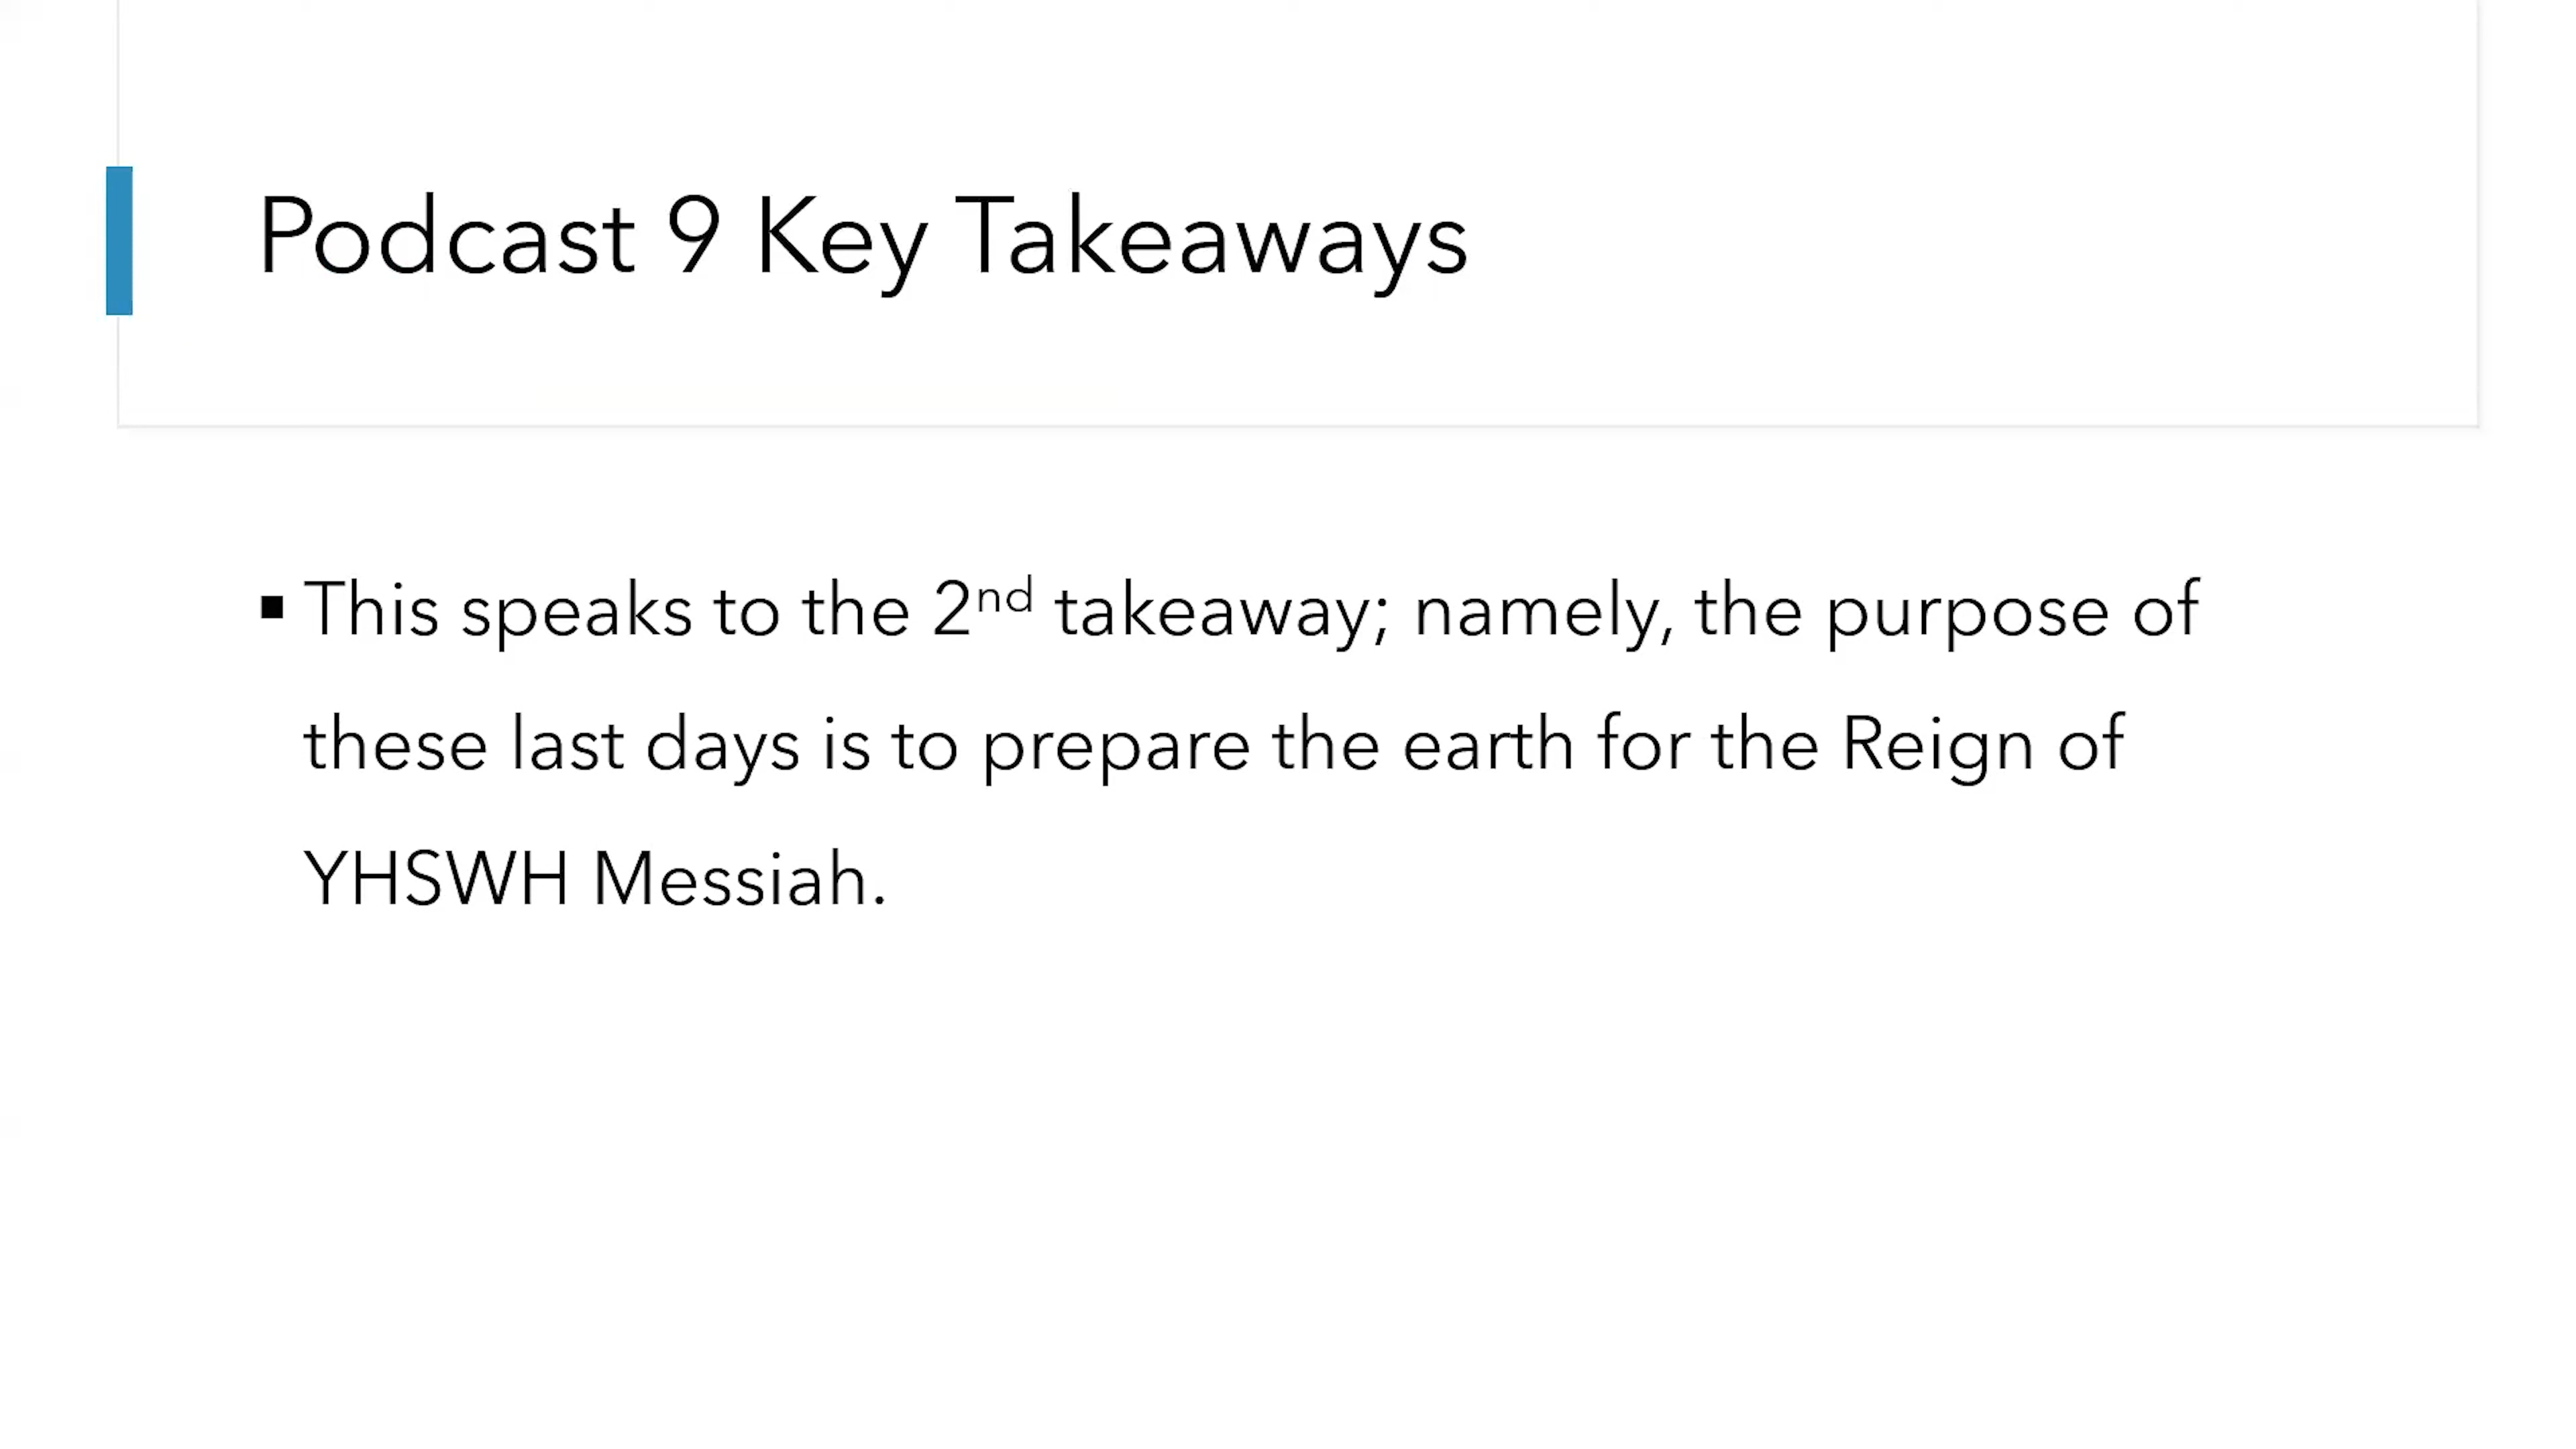 Podcast 9 Key Takeaways
▪ This speaks to the 2nd takeaway; namely, the purpose of
these last days is to prepare the earth for the Reign of
YHSWH Messiah.